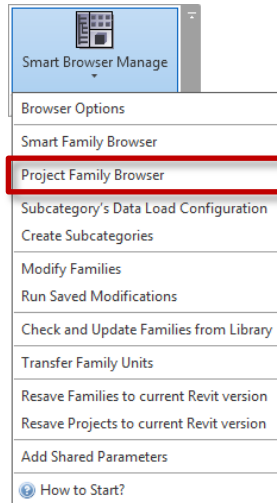 Smart Browser Manage
Browser Options
Smart Family Browser
Project Family Browser
Subcategory's Data Load Configuration
Create Subcategories
Modify Families
Run Saved Modifications
Check and Update Families from Library
Transfer Family Units
Resave Families to current Revit version
Resave Projects to current Revit version
Add Shared Parameters
How to Start?